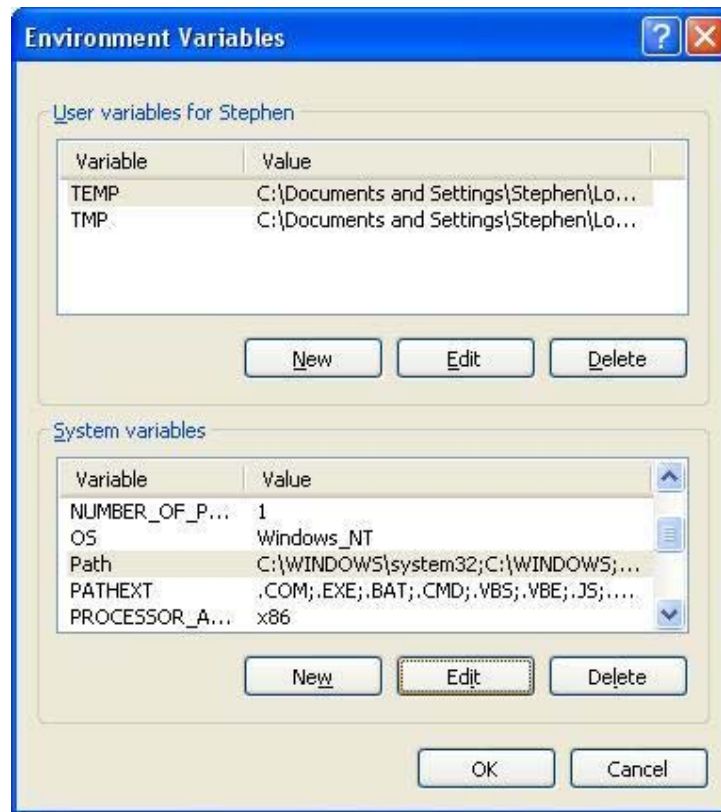 Environment Variables
User variables for Stephen
Variable Value
TEMP C:\Documents and Settings\Stephen\Lo...
TMP C:\Documents and Settings\Stephen\Lo...
New Edit Delete
System variables
Variable Value
NUMBER_OF_P... 1
OS Windows_NT
Path C:\WINDOWS\system32;C:\WINDOWS;...
PATHEXT .COM;.EXE;.BAT;.CMD;.VBS;.VBE;.JS;....
PROCESSOR_A... x86
New Edit Delete
OK Cancel